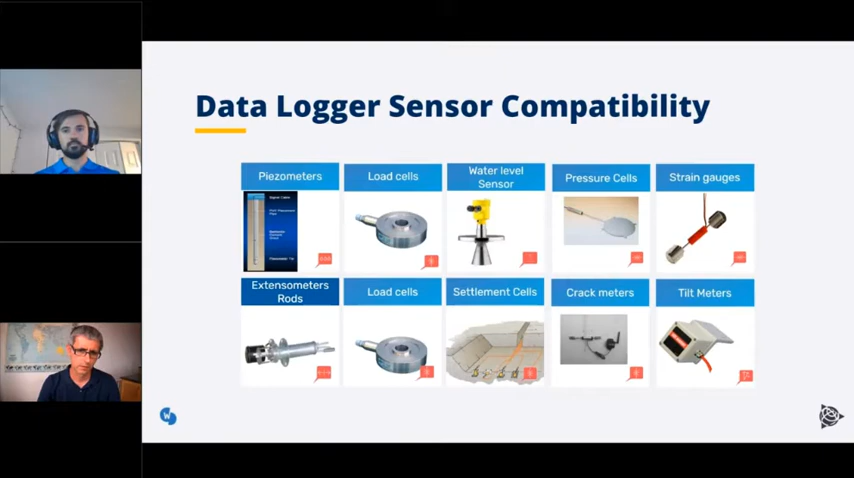 Data Logger Sensor Compatibility
Piezometers
Load cells
Water level
Sensor
Pressure Cells
Strain gauges
Extensometers
Rods
Load cells
Settlement Cells
Crack meters
Tilt Meters
W